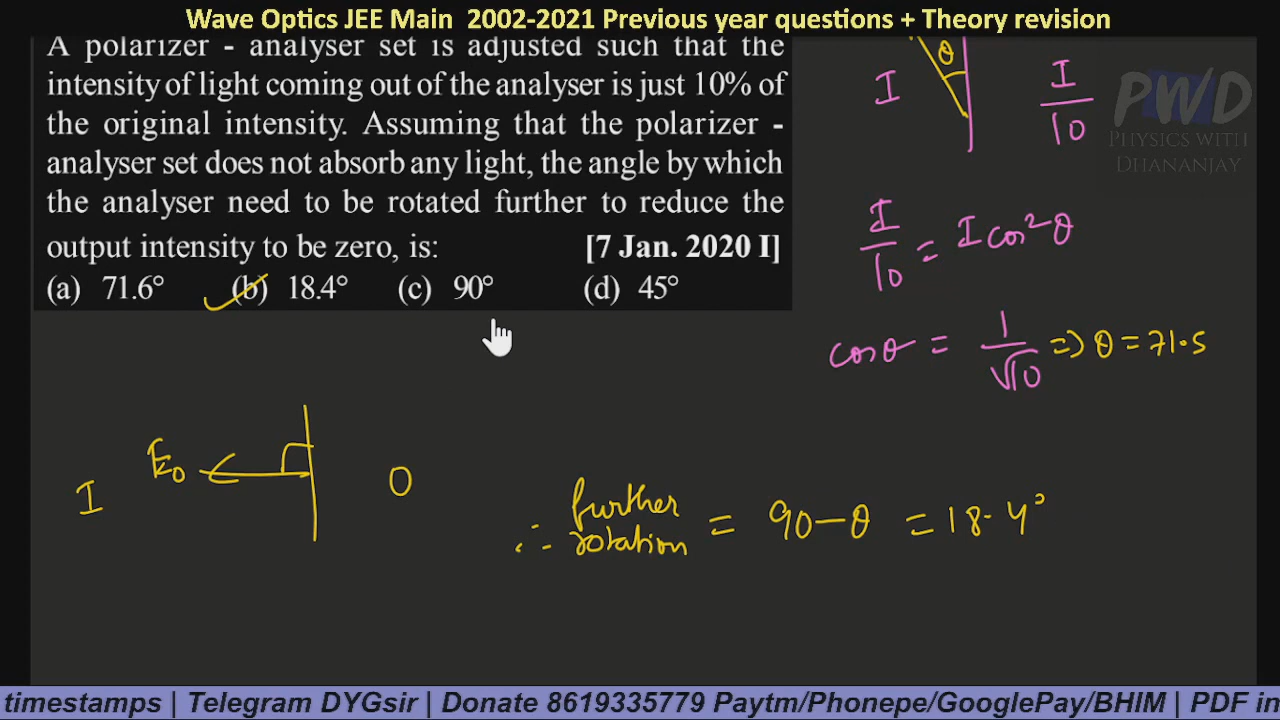 Wave Optics JEE Main 2002-2021 Previous year questions + Theory revision
A polarizer - analyser set is adjusted such that the
intensity of light coming out of the analyser is just 10% of
the original intensity. Assuming that the polarizer -
analyser set does not absorb any light, the angle by which
the analyser need to be rotated further to reduce the
output intensity to be zero, is: [7 Jan. 2020 I]
(a) 71.6° (b) 18.4° (c) 90° (d) 45°
θ
I
I/10
PWD
PHYSICS WITH
DHANANJAY
I/10 = I cos²θ
cosθ = 1/√10 => θ = 71.5
I E₀ 0
∴ further rotation = 90 - θ = 18.4°
timestamps | Telegram DYGsir | Donate 8619335779 Paytm/Phonepe/GooglePay/BHIM | PDF in